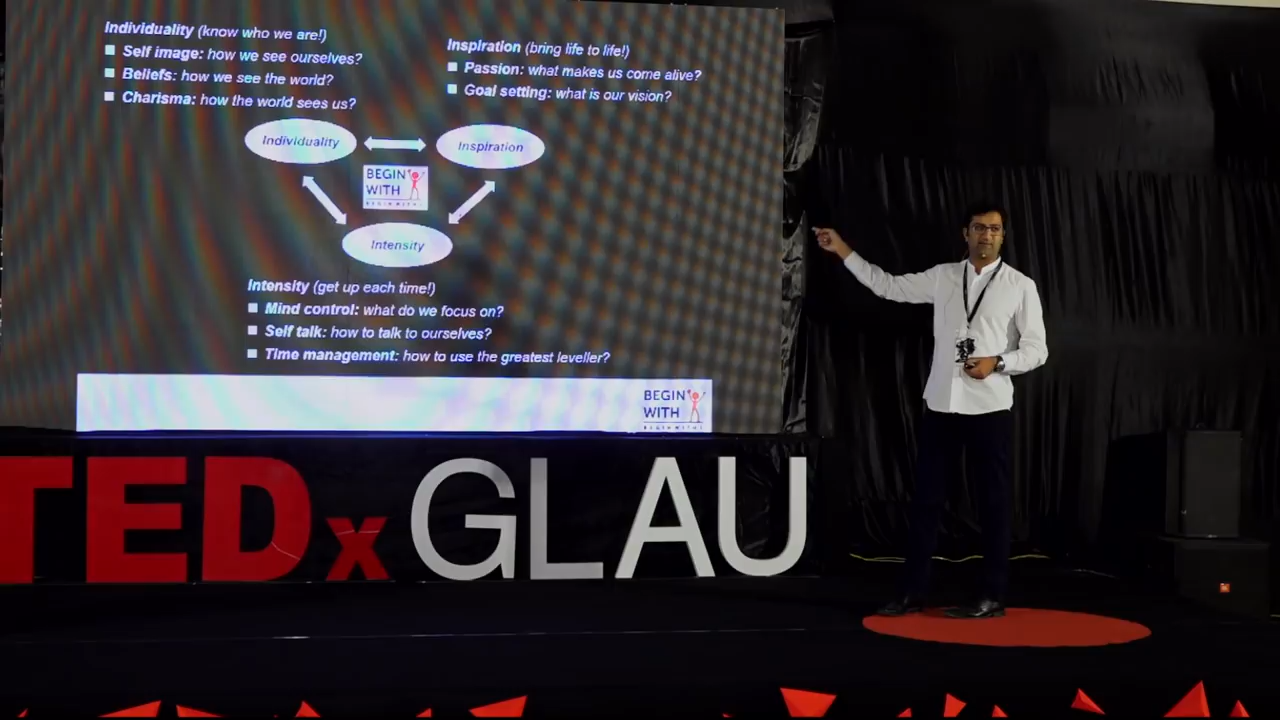 Individuality (know who we are!)
Self image: how we see ourselves?
Beliefs: how we see the world?
Charisma: how the world sees us?
Inspiration (bring life to life!)
Passion: what makes us come alive?
Goal setting: what is our vision?
Individuality
Inspiration
BEGIN
WITH
Intensity
Intensity (get up each time!)
Mind control: what do we focus on?
Self talk: how to talk to ourselves?
Time management: how to use the greatest leveller?
BEGIN
WITH
TEDx GLAU